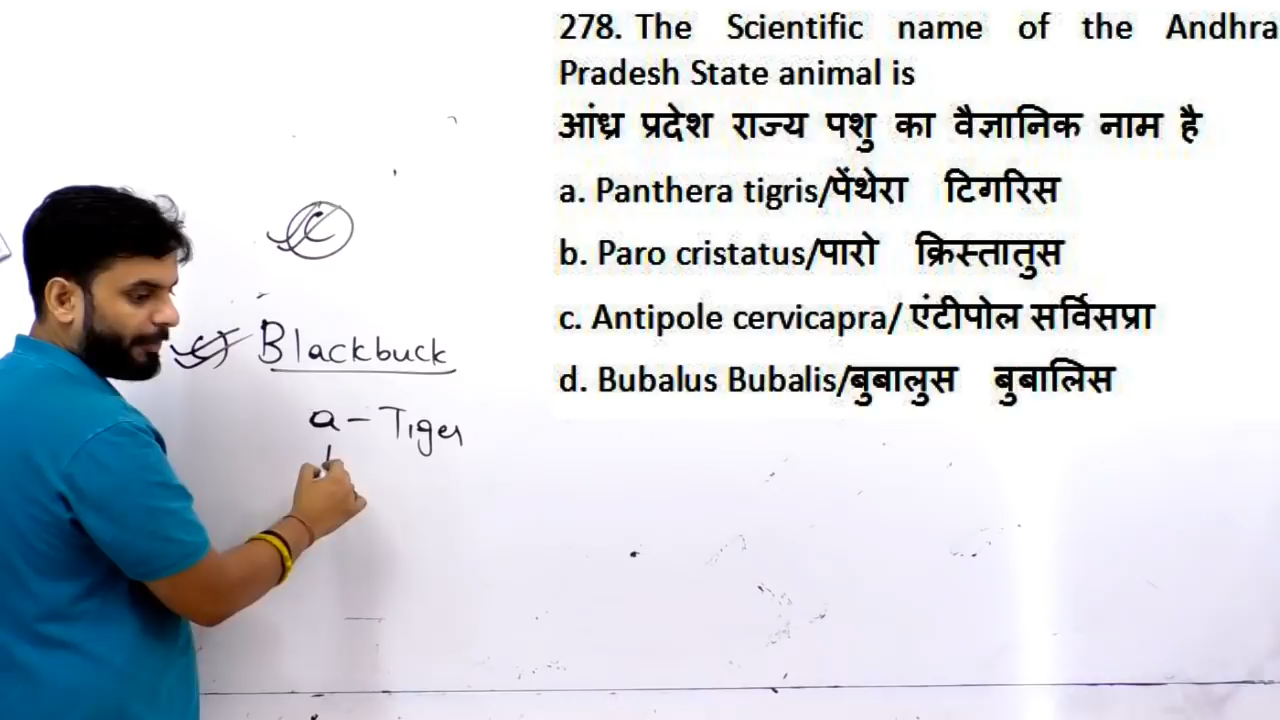 278. The Scientific name of the Andhra
Pradesh State animal is
आंध्र प्रदेश राज्य पशु का वैज्ञानिक नाम है
a. Panthera tigris/पेंथेरा टिगरिस
b. Paro cristatus/पारो क्रिस्तातुस
c. Antipole cervicapra/ एंटीपोल सर्विसप्रा
d. Bubalus Bubalis/बुबालुस बुबालिस
C
c) Blackbuck
a - Tiger